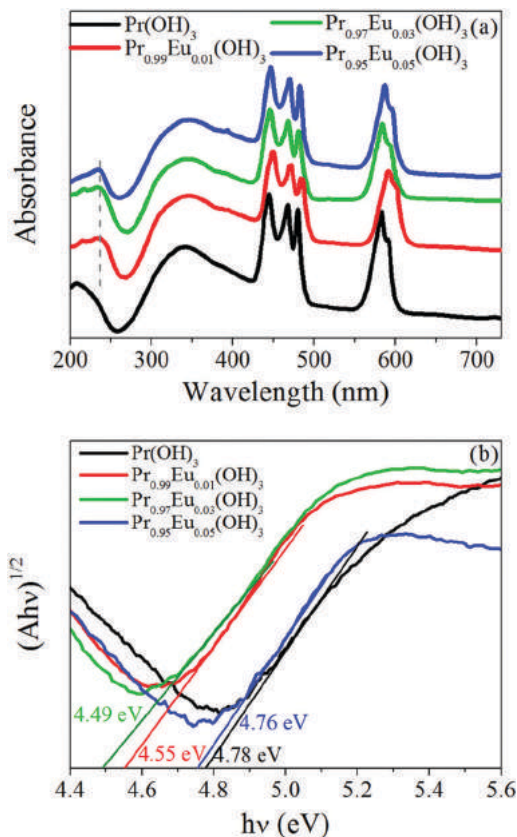 Pr(OH)₃
Pr₀.₉₉Eu₀.₀₁(OH)₃
Pr₀.₉₇Eu₀.₀₃(OH)₃
Pr₀.₉₅Eu₀.₀₅(OH)₃
(a)
Absorbance
200 300 400 500 600 700
Wavelength (nm)
Pr(OH)₃
Pr₀.₉₉Eu₀.₀₁(OH)₃
Pr₀.₉₇Eu₀.₀₃(OH)₃
Pr₀.₉₅Eu₀.₀₅(OH)₃
(b)
(Ahν)¹/²
4.49 eV
4.55 eV
4.76 eV
4.78 eV
4.4 4.6 4.8 5.0 5.2 5.4 5.6
hν (eV)